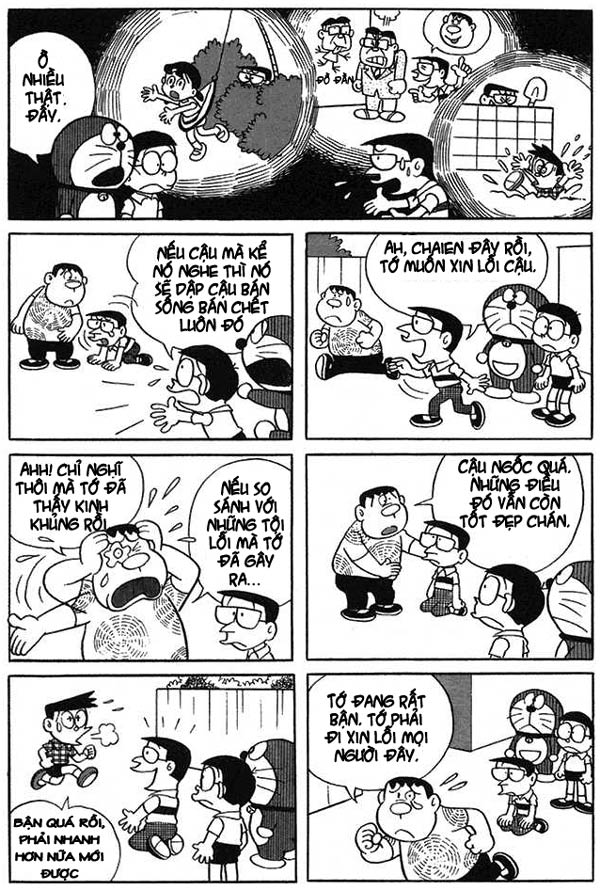 ĐỒ ĐẦN
Ồ
NHIỀU
THẬT
ĐẤY.
AH, CHAIEN ĐÂY RỒI,
TỚ MUỐN XIN LỖI CẬU.
NẾU CẬU MÀ KỂ
NÓ NGHE THÌ NÓ
SẼ DẬP CẬU BÁN
SỐNG BÁN CHẾT
LUÔN ĐÓ
CẬU NGỐC QUÁ.
NHỮNG ĐIỀU
ĐÓ VẪN CÒN
TỐT ĐẸP CHÁN.
NẾU SO
SÁNH VỚI
NHỮNG TỘI
LỖI MÀ TỚ
ĐÃ GÂY
RA...
AHH! CHỈ NGHĨ
THÔI MÀ TỚ ĐÃ
THẤY KINH
KHỦNG RỒI
TỚ ĐANG RẤT
BẬN. TỚ PHẢI
ĐI XIN LỖI MỌI
NGƯỜI ĐÂY.
BẬN QUÁ RỒI,
PHẢI NHANH
HƠN NỮA MỚI
ĐƯỢC